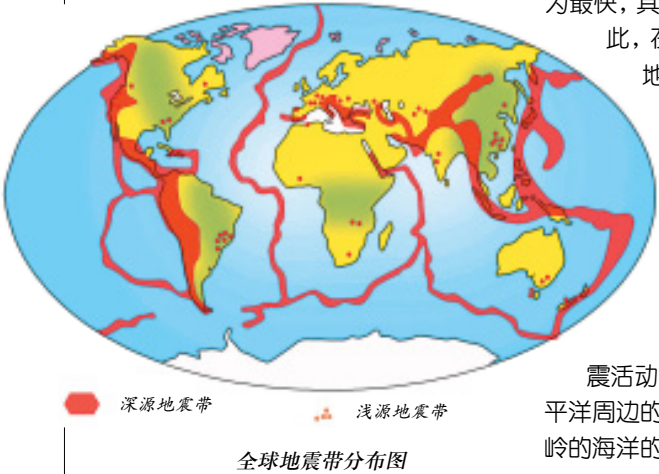 为最快，其
此，在
地
深源地震带
浅源地震带
震活动
平洋周边的
岭的海洋的
全球地震带分布图